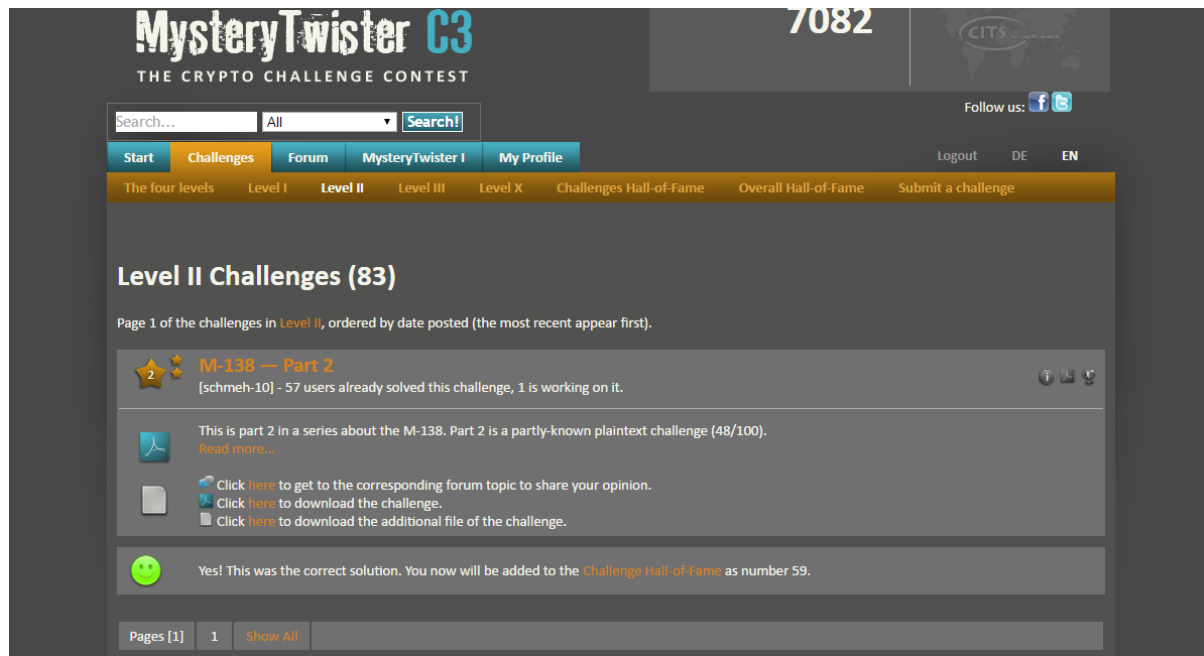 MysteryTwister C3
7082
CITS
THE CRYPTO CHALLENGE CONTEST
Follow us:
Search... All Search!
Start Challenges Forum MysteryTwister I My Profile Logout DE EN
The four levels Level I Level II Level III Level X Challenges Hall-of-Fame Overall Hall-of-Fame Submit a challenge
Level II Challenges (83)
Page 1 of the challenges in Level II, ordered by date posted (the most recent appear first).
2 M-138 — Part 2
[schmeh-10] - 57 users already solved this challenge, 1 is working on it.
This is part 2 in a series about the M-138. Part 2 is a partly-known plaintext challenge (48/100).
Read more...
Click here to get to the corresponding forum topic to share your opinion.
Click here to download the challenge.
Click here to download the additional file of the challenge.
Yes! This was the correct solution. You now will be added to the Challenge Hall-of-Fame as number 59.
Pages [1] 1 Show All